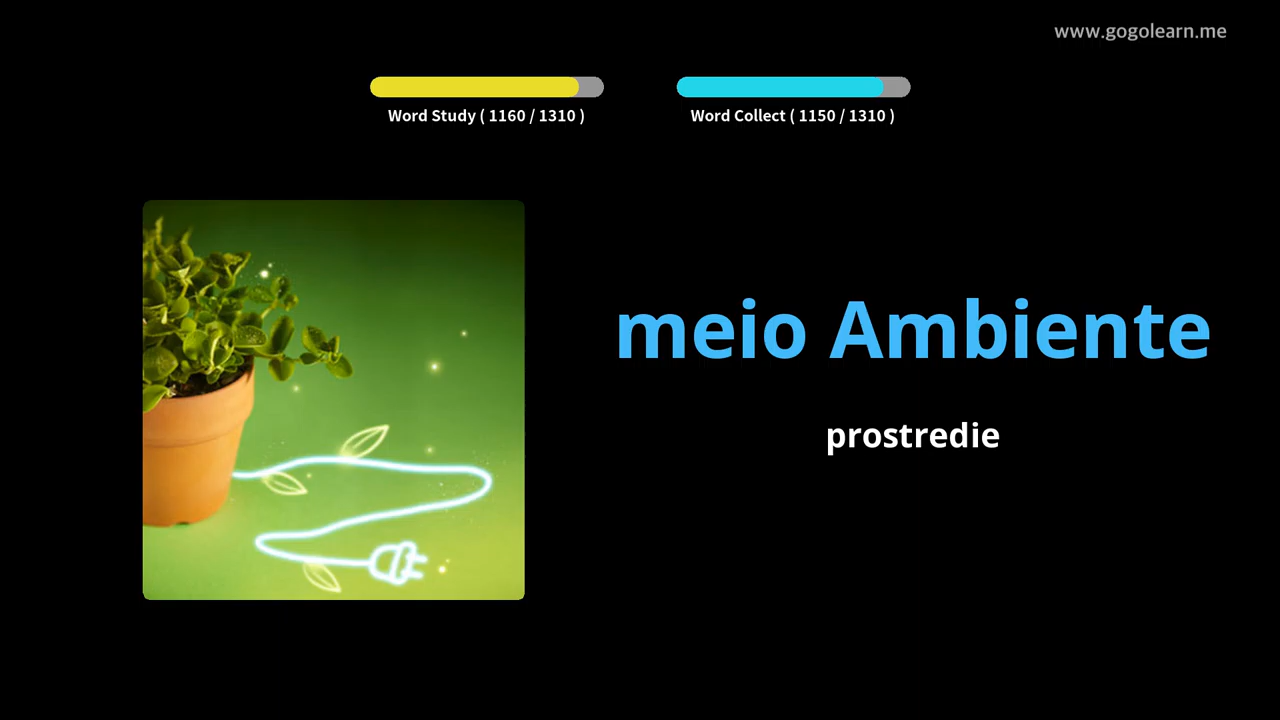 www.gogolearn.me
Word Study ( 1160 / 1310 )
Word Collect ( 1150 / 1310 )
meio Ambiente
prostredie